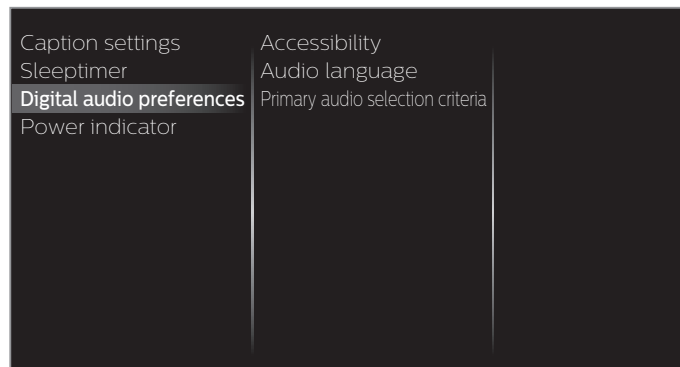 Caption settings
Sleeptimer
Digital audio preferences
Power indicator
Accessibility
Audio language
Primary audio selection criteria